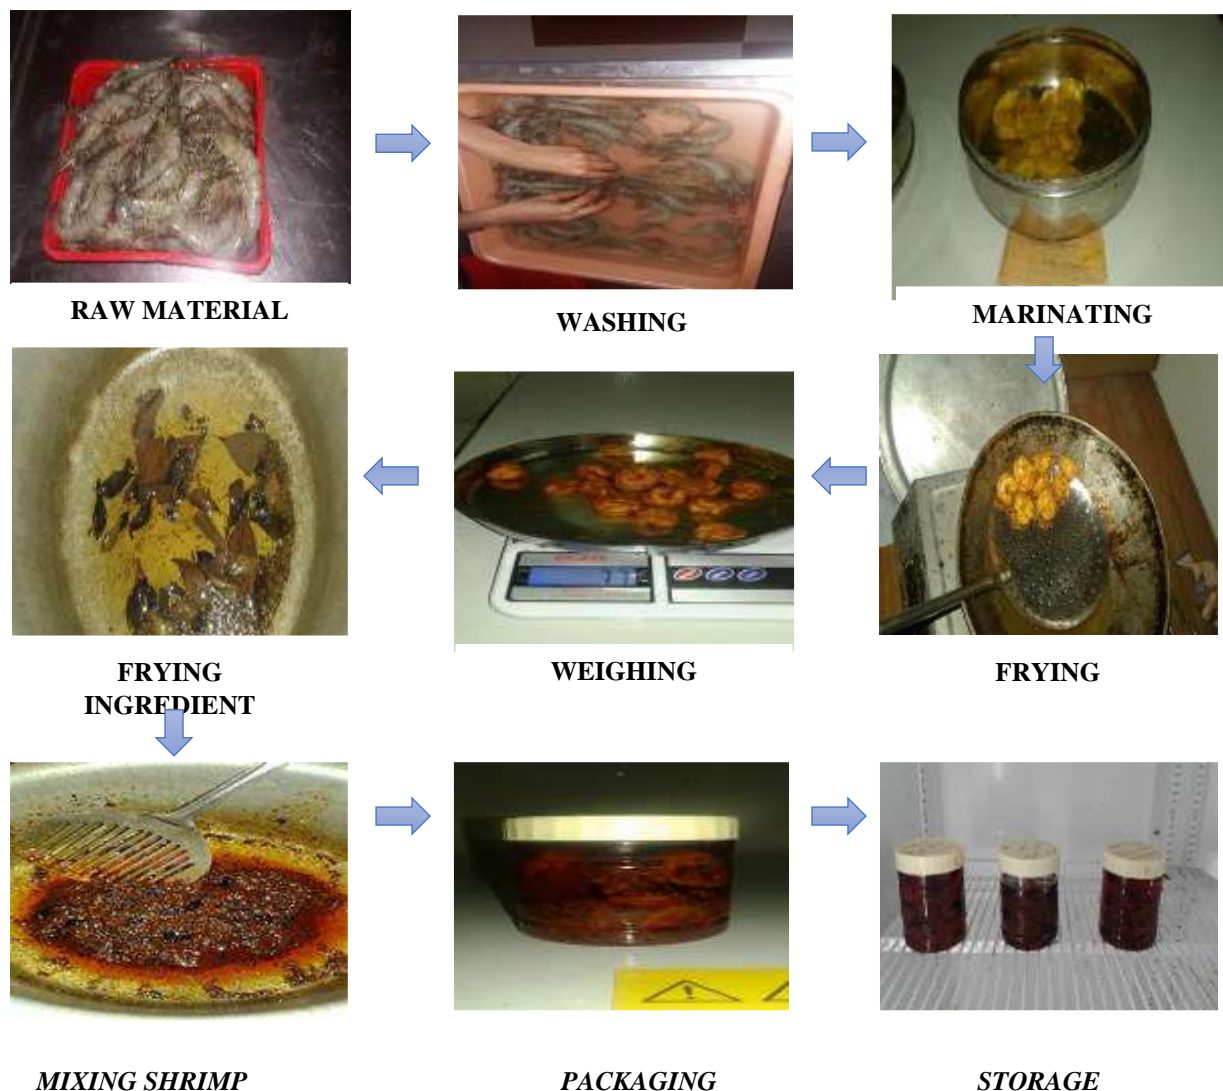 RAW MATERIAL
WASHING
MARINATING
FRYING
INGREDIENT
WEIGHING
FRYING
MIXING SHRIMP
PACKAGING
STORAGE